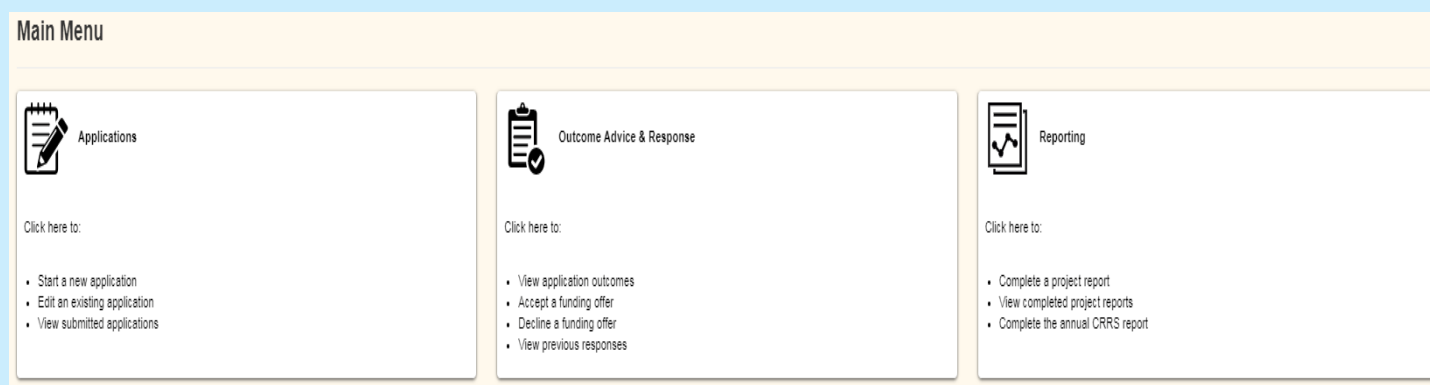 Main Menu
Applications
Click here to:
• Start a new application
• Edit an existing application
• View submitted applications
Outcome Advice & Response
Click here to:
• View application outcomes
• Accept a funding offer
• Decline a funding offer
• View previous responses
Reporting
Click here to:
• Complete a project report
• View completed project reports
• Complete the annual CRRS report